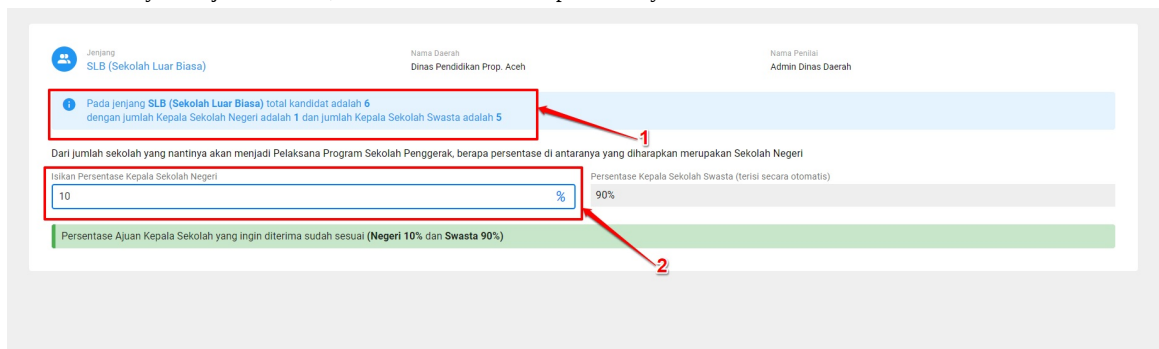 Jenjang
SLB (Sekolah Luar Biasa)
Nama Daerah
Dinas Pendidikan Prop. Aceh
Nama Penilai
Admin Dinas Daerah
Pada jenjang SLB (Sekolah Luar Biasa) total kandidat adalah 6
dengan jumlah Kepala Sekolah Negeri adalah 1 dan jumlah Kepala Sekolah Swasta adalah 5
1
Dari jumlah sekolah yang nantinya akan menjadi Pelaksana Program Sekolah Penggerak, berapa persentase di antaranya yang diharapkan merupakan Sekolah Negeri
Isikan Persentase Kepala Sekolah Negeri
10 %
Persentase Kepala Sekolah Swasta (terisi secara otomatis)
90%
Persentase Ajuan Kepala Sekolah yang ingin diterima sudah sesuai (Negeri 10% dan Swasta 90%)
2